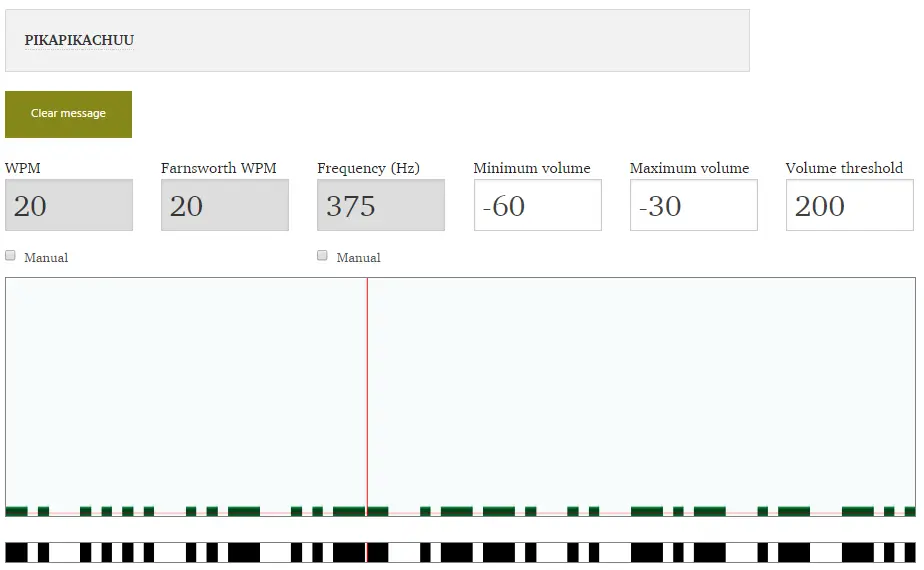 PIKAPIKACHUU
Clear message
WPM Farnsworth WPM Frequency (Hz) Minimum volume Maximum volume Volume threshold
20 20 375 -60 -30 200
Manual Manual